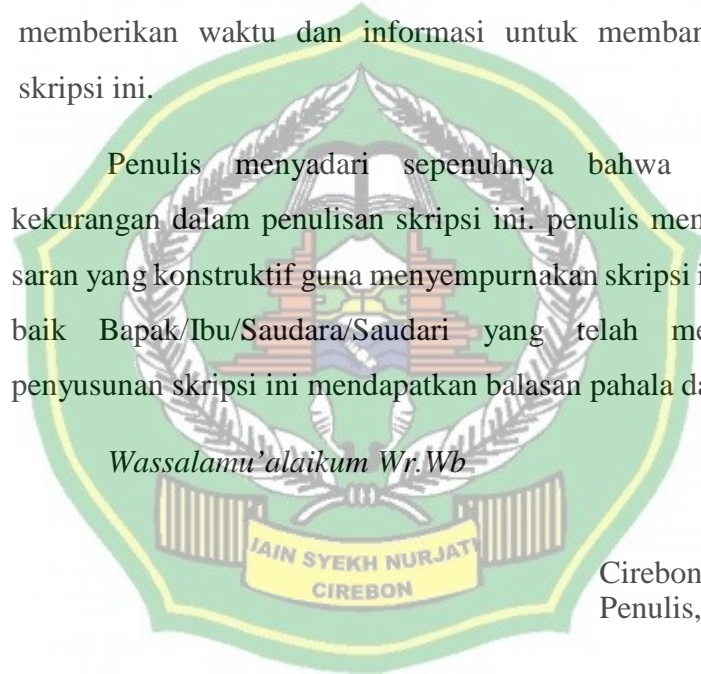 memberikan waktu dan informasi untuk membar
skripsi ini.
Penulis menyadari sepenuhnya bahwa
kekurangan dalam penulisan skripsi ini. penulis men
saran yang konstruktif guna menyempurnakan skripsi i
baik Bapak/Ibu/Saudara/Saudari yang telah me
penyusunan skripsi ini mendapatkan balasan pahala da
Wassalamu’alaikum Wr.Wb
IAIN SYEKH NURJATI
CIREBON
Cirebon
Penulis,